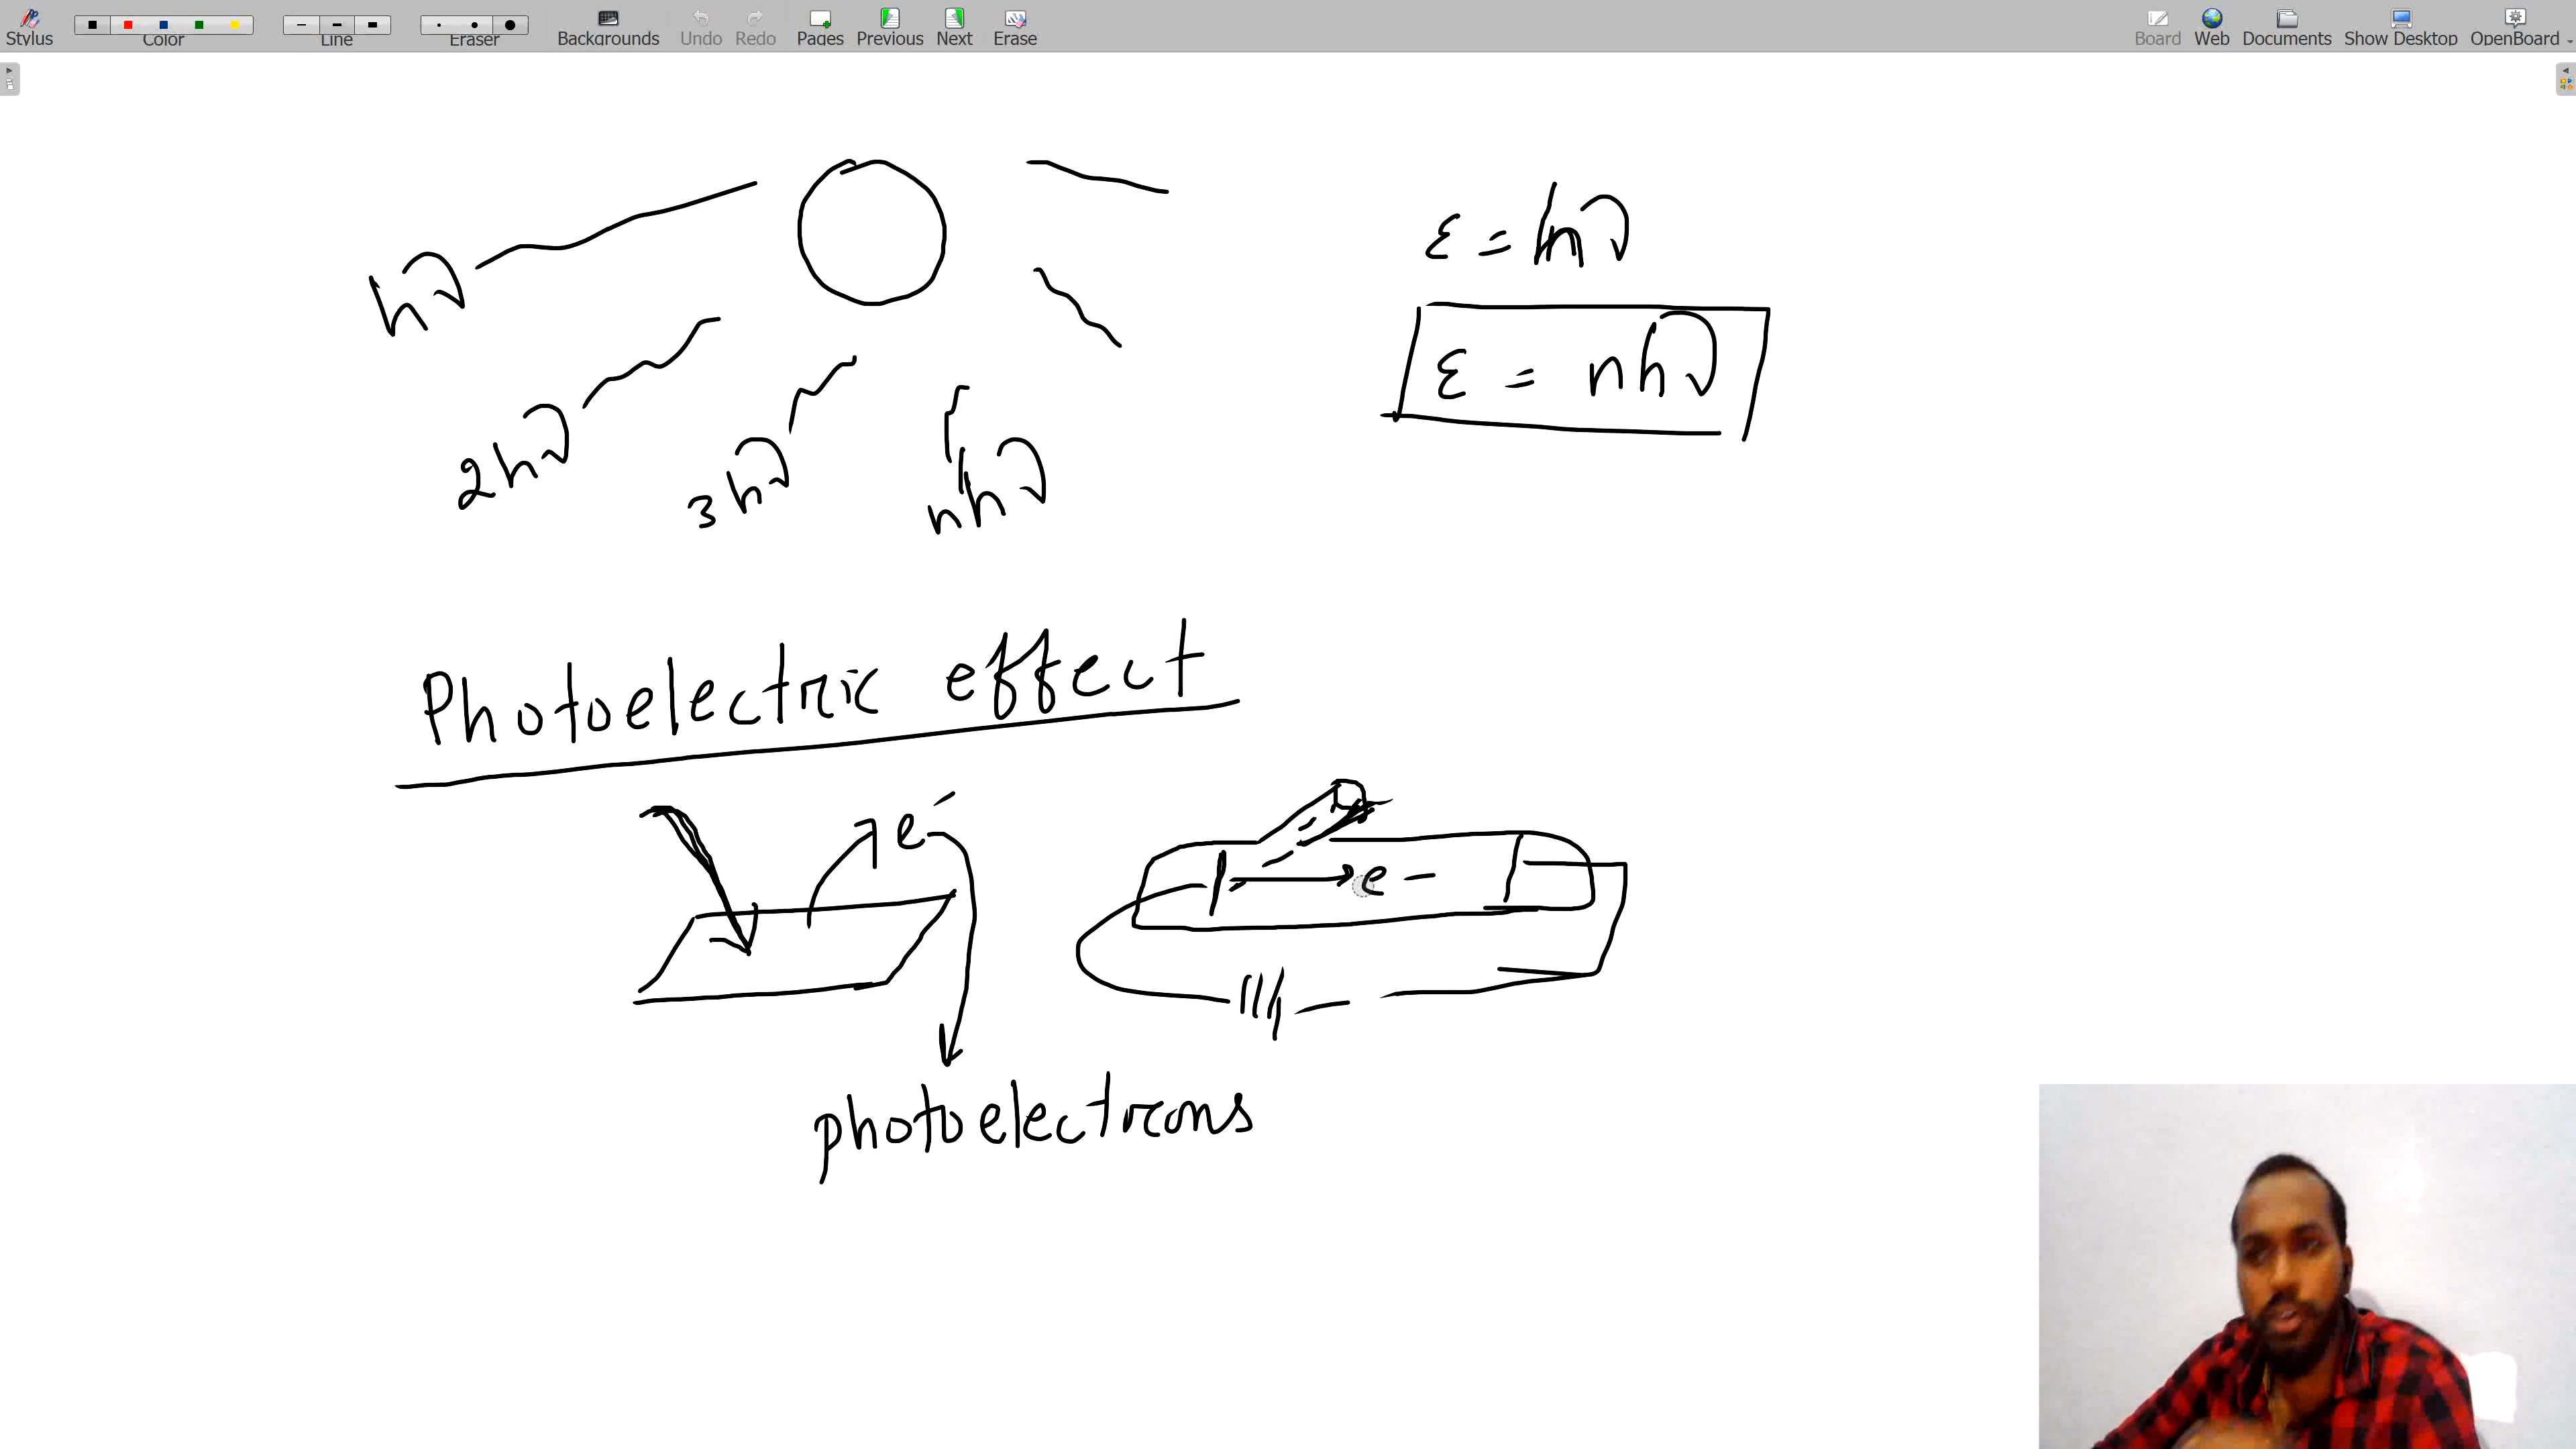 Stylus Color Line Eraser Backgrounds Undo Redo Pages Previous Next Erase Board Web Documents Show Desktop OpenBoard
hν
ε = hν
2hν
3hν
nhν
ε = nhν
Photoelectric effect
e-
e -
photoelectrons